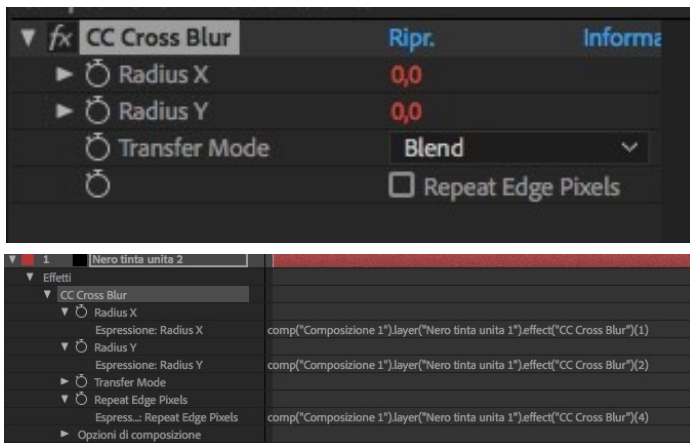 fx CC Cross Blur Ripr. Informa
Radius X 0,0
Radius Y 0,0
Transfer Mode Blend
Repeat Edge Pixels
1 Nero tinta unita 2
Effetti
CC Cross Blur
Radius X
Espressione: Radius X comp("Composizione 1").layer("Nero tinta unita 1").effect("CC Cross Blur")(1)
Radius Y
Espressione: Radius Y comp("Composizione 1").layer("Nero tinta unita 1").effect("CC Cross Blur")(2)
Transfer Mode
Repeat Edge Pixels
Espress...: Repeat Edge Pixels comp("Composizione 1").layer("Nero tinta unita 1").effect("CC Cross Blur")(4)
Opzioni di composizione